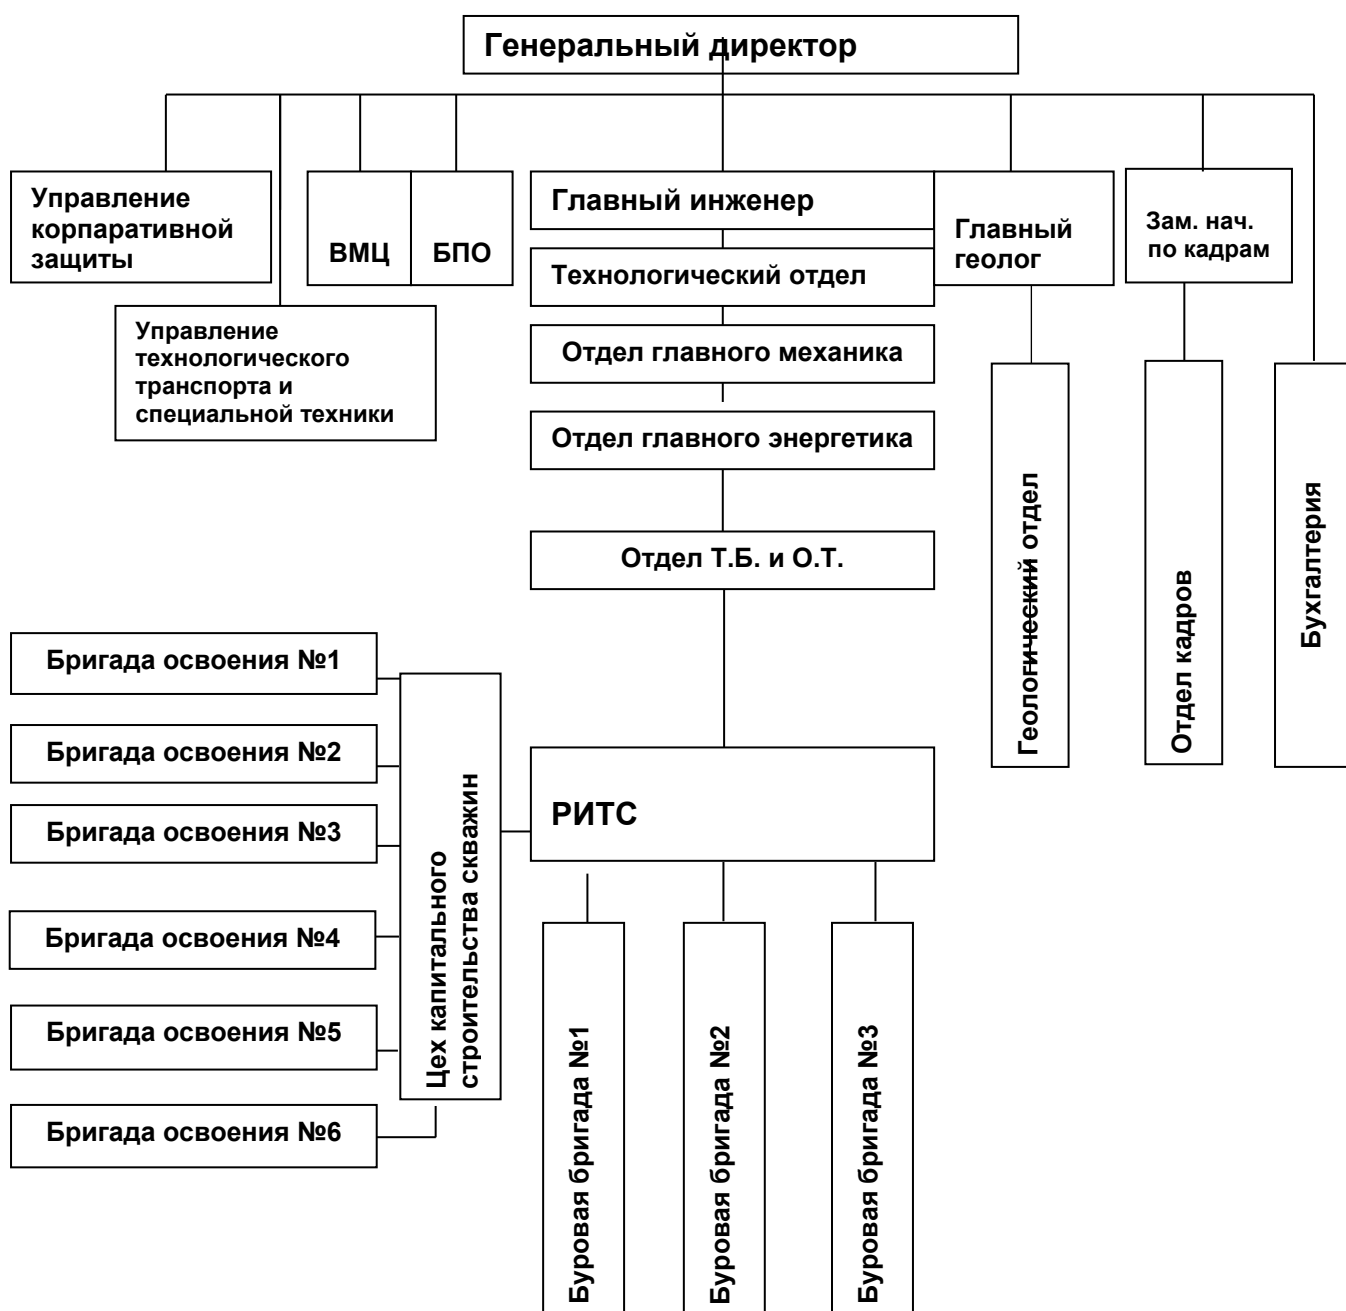 Генеральный директор
Управление
корпаративной
защиты
ВМЦ
БПО
Главный инженер
Главный
геолог
Зам. нач.
по кадрам
Технологический отдел
Управление
технологического
транспорта и
специальной техники
Отдел главного механика
Отдел главного энергетика
Отдел Т.Б. и О.Т.
Геологический отдел
Отдел кадров
Бухгалтерия
Бригада освоения №1
Бригада освоения №2
Бригада освоения №3
Бригада освоения №4
Бригада освоения №5
Бригада освоения №6
Цех капитального
строительства скважин
РИТС
Буровая бригада №1
Буровая бригада №2
Буровая бригада №3